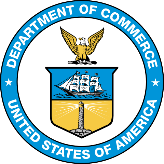 DEPARTMENT OF COMMERCE
UNITED STATES OF AMERICA